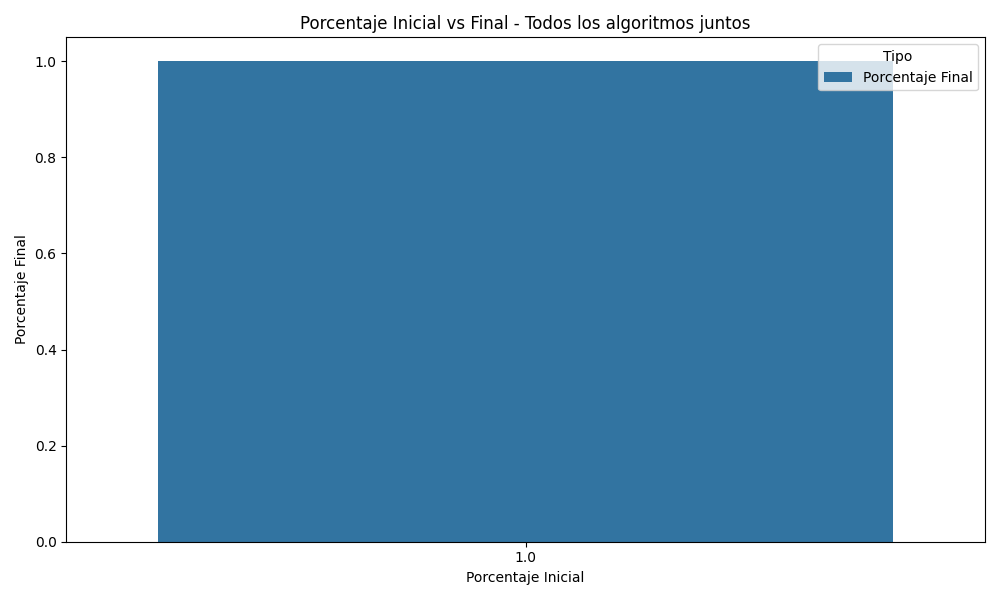 Porcentaje Inicial vs Final - Todos los algoritmos juntos
Tipo
Porcentaje Final
1.0
0.8
0.6
0.4
0.2
0.0
Porcentaje Final
1.0
Porcentaje Inicial